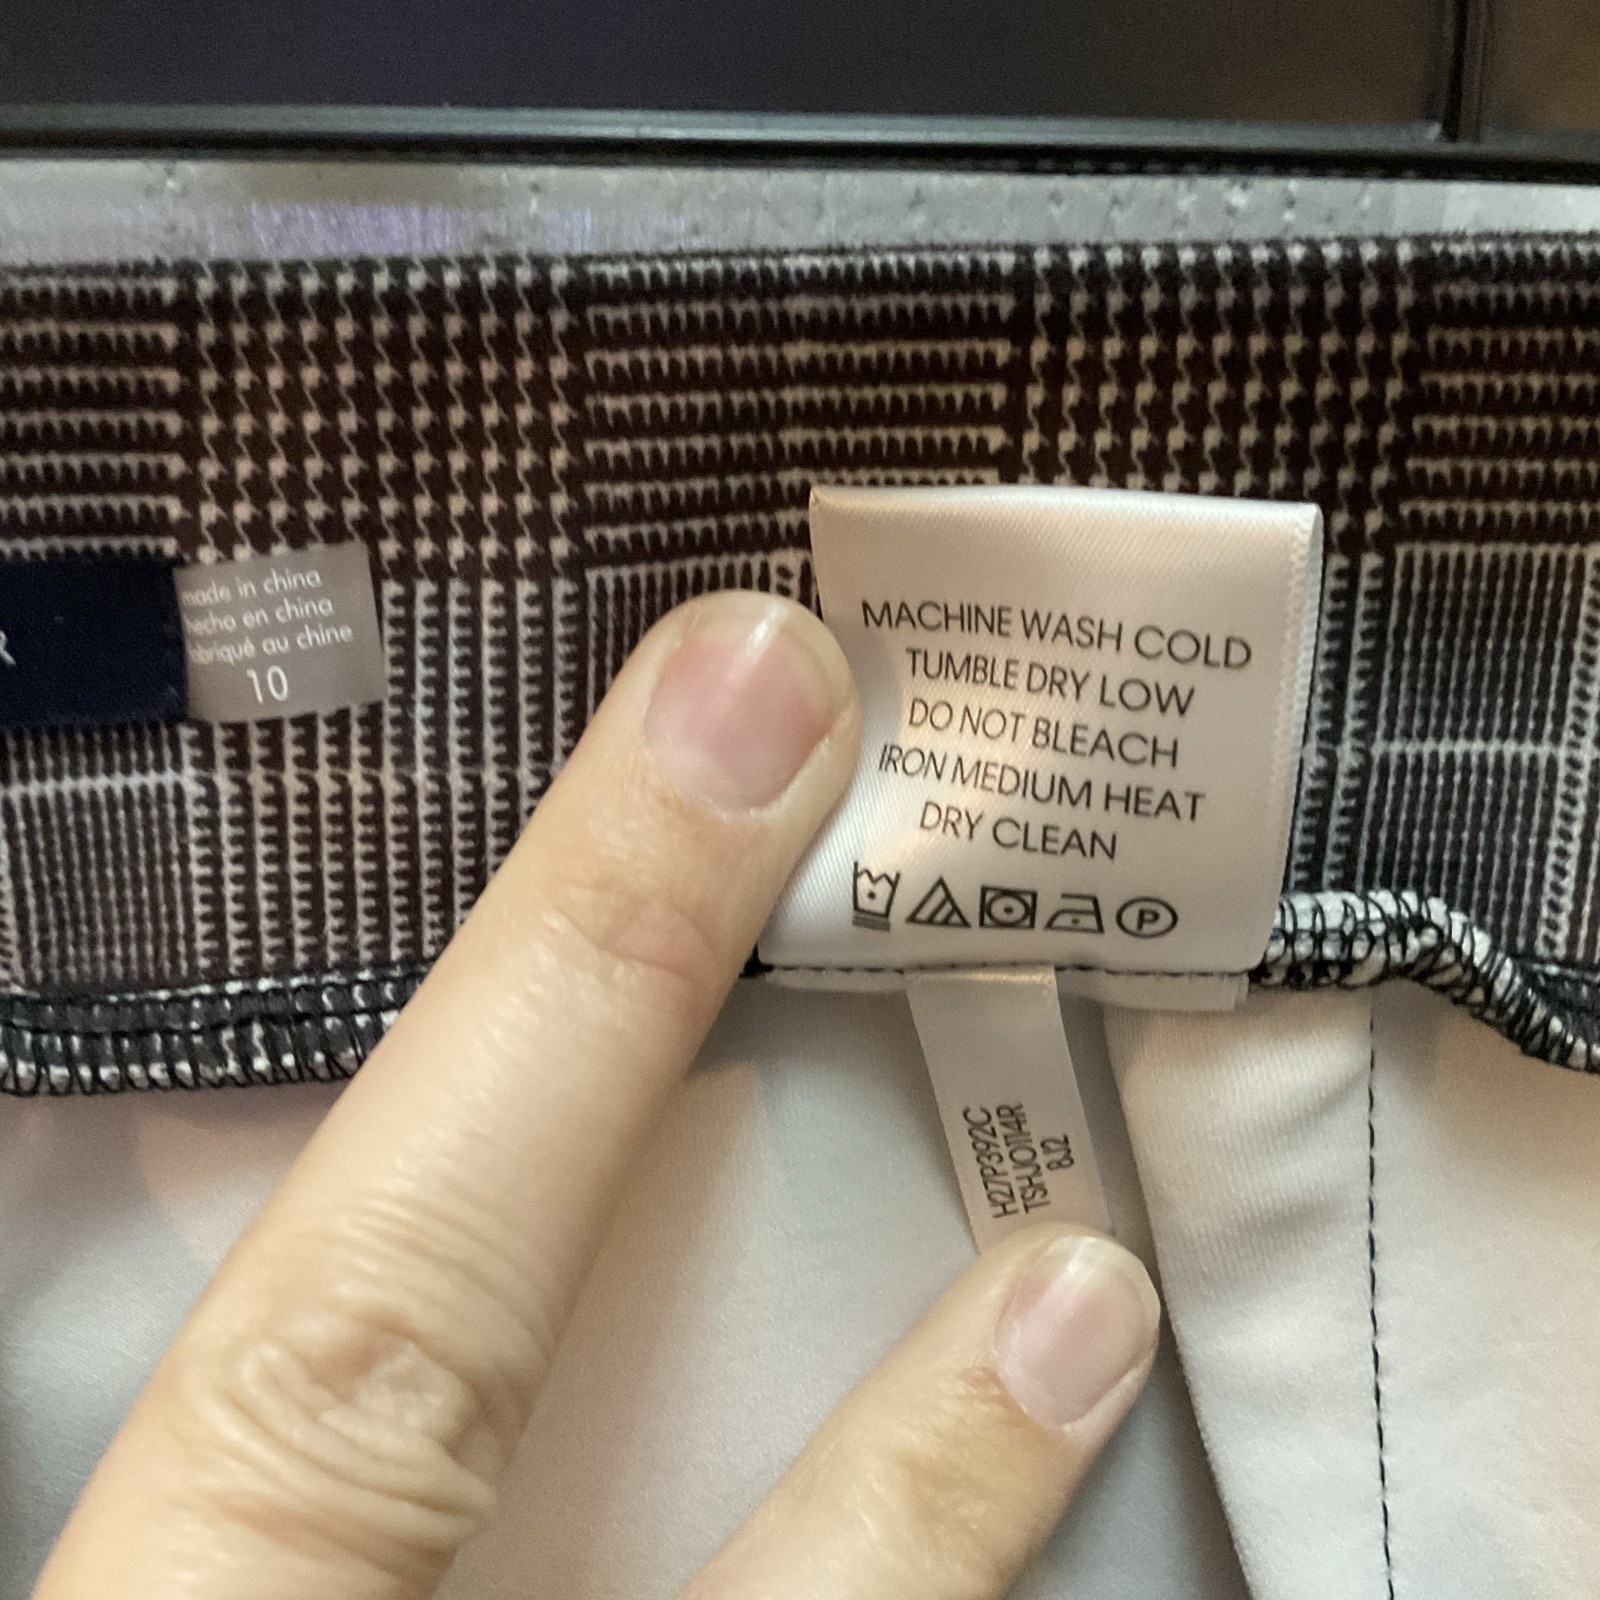 R
made in china
hecho en china
fabriqué au chine
10
MACHINE WASH COLD
TUMBLE DRY LOW
DO NOT BLEACH
IRON MEDIUM HEAT
DRY CLEAN
P
H27P392C
TSHJO114R
8J2